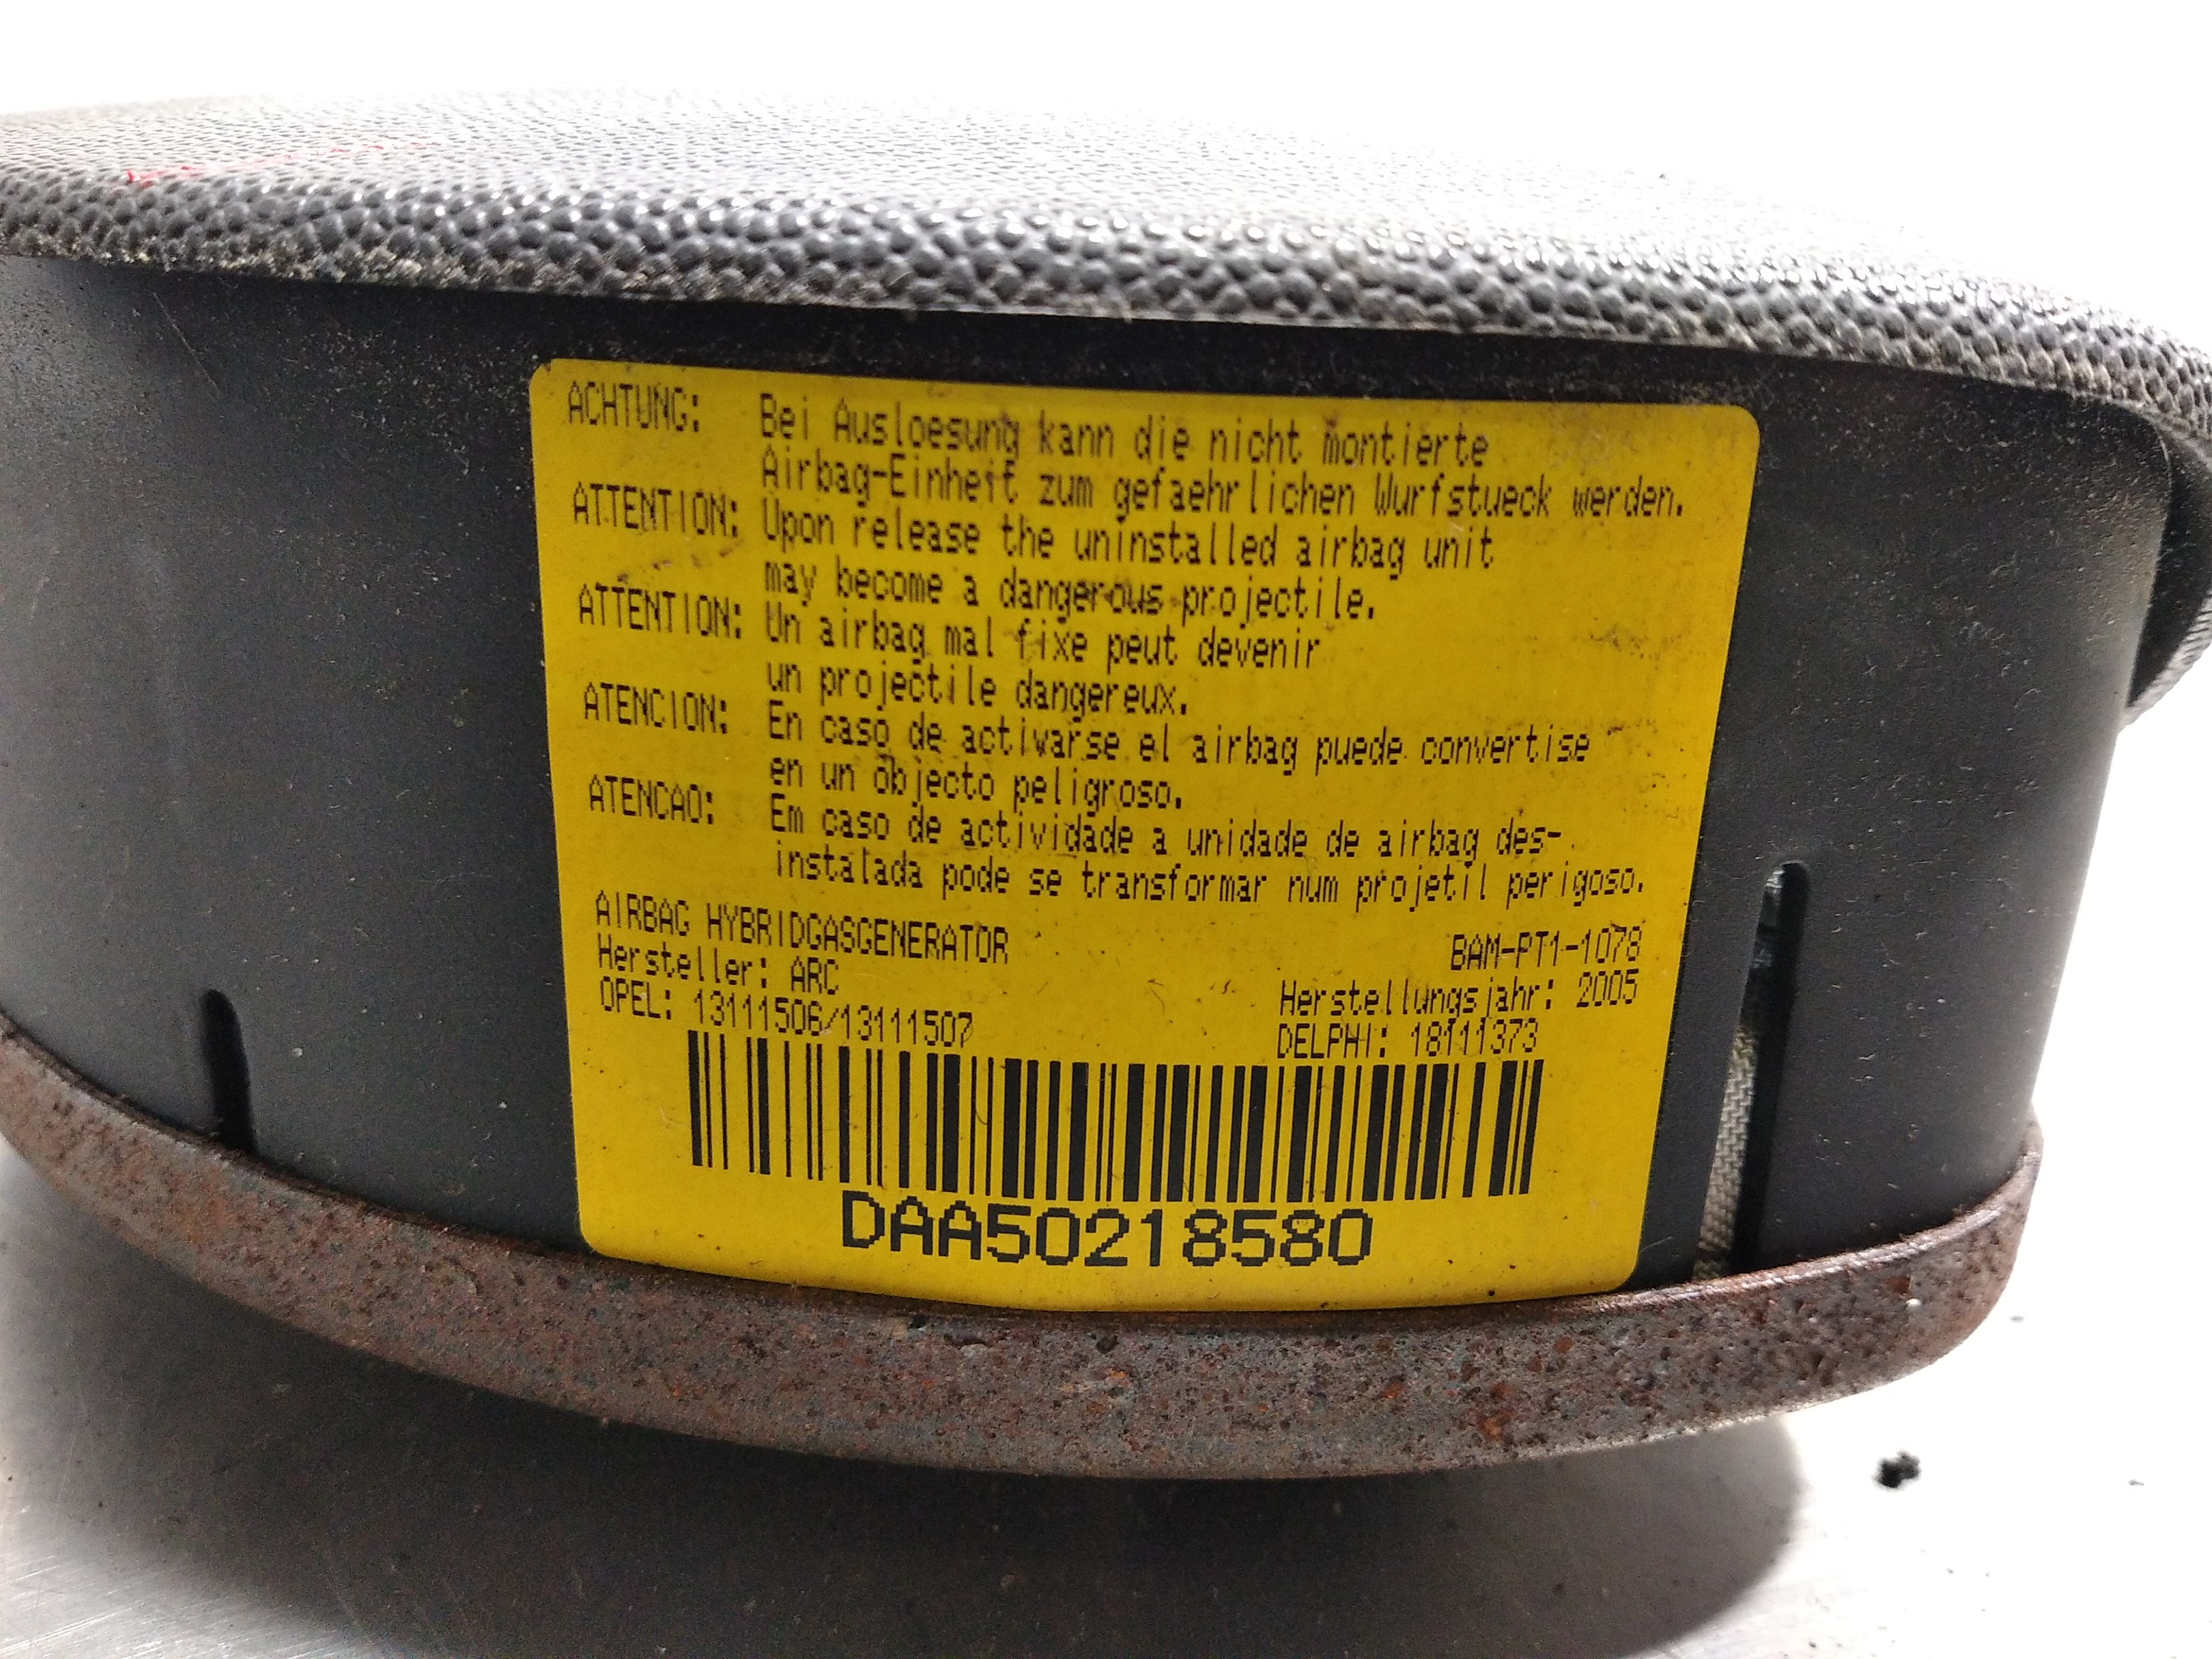 ACHTUNG: Bei Ausloesung kann die nicht montierte
Airbag-Einheit zum gefaehrlichen Wurfstueck werden.
ATTENTION: Upon release the uninstalled airbag unit
may become a dangerous projectile.
ATTENTION: Un airbag mal fixe peut devenir
un projectile dangereux.
ATENCION: En caso de activarse el airbag puede convertise
en un objecto peligroso.
ATENCAO: Em caso de actividade a unidade de airbag des-
instalada pode se transformar num projetil perigoso.
AIRBAG HYBRIDGASGENERATOR BAM-PT1-1078
Hersteller: ARC Herstellungsjahr: 2005
OPEL: 13111506/13111507 DELPHI: 18111373
DAA50218580